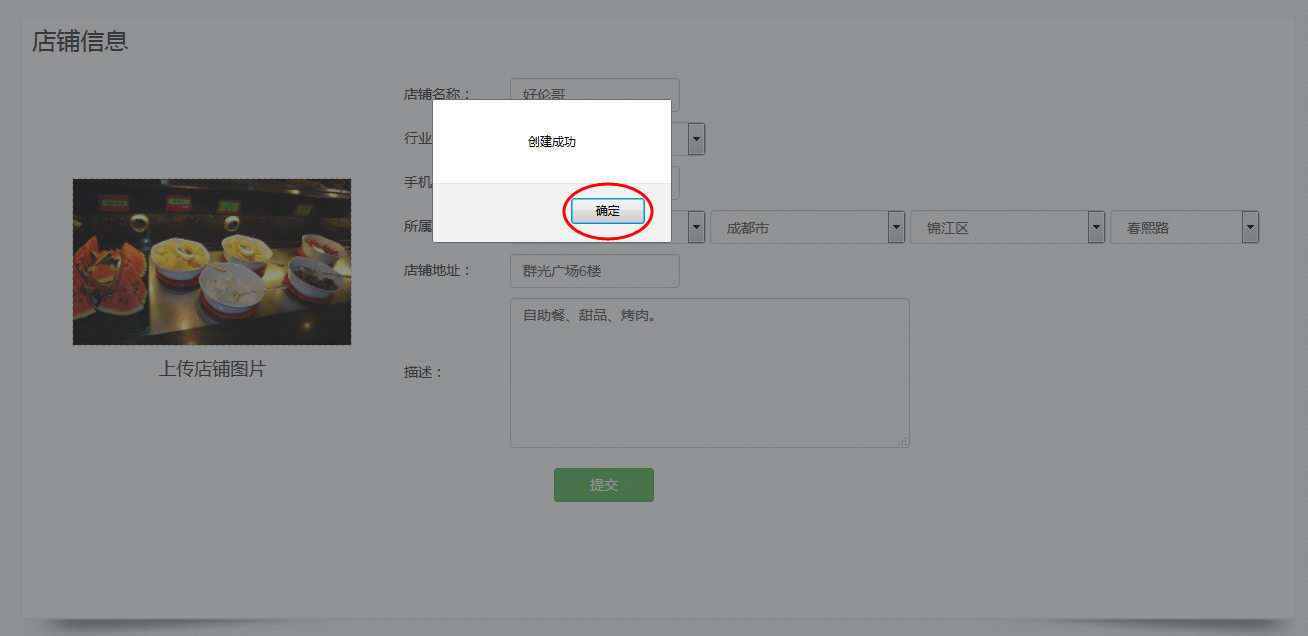 店铺信息
店铺名称：
好伦哥
行业
创建成功
手机
确定
所属
成都市
锦江区
春熙路
店铺地址：
群光广场6楼
自助餐、甜品、烤肉。
上传店铺图片
描述：
提交